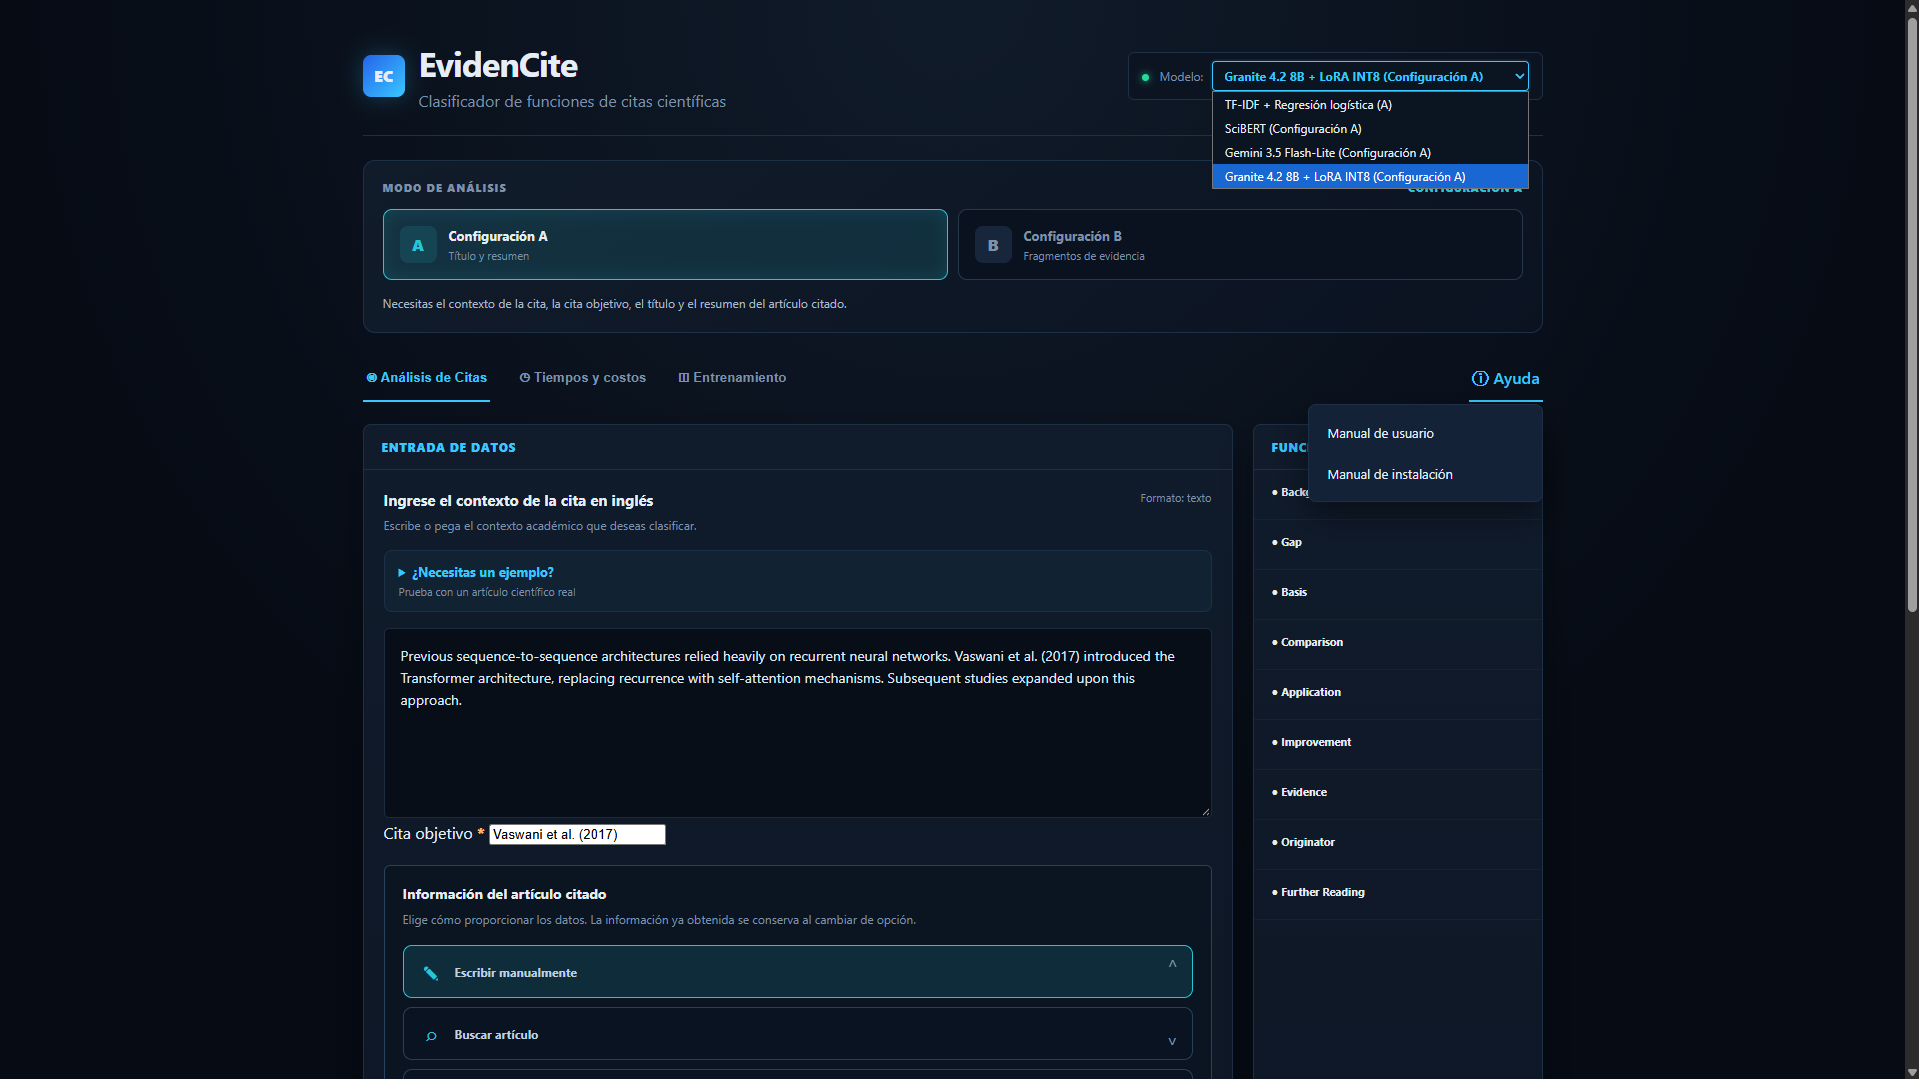 EC
EvidenCite
Clasificador de funciones de citas científicas
Modelo:
Granite 4.2 8B + LoRA INT8 (Configuración A)
TF-IDF + Regresión logística (A)
SciBERT (Configuración A)
Gemini 3.5 Flash-Lite (Configuración A)
Granite 4.2 8B + LoRA INT8 (Configuración A)
MODO DE ANÁLISIS
CONFIGURACIÓN A
A
Configuración A
Título y resumen
B
Configuración B
Fragmentos de evidencia
Necesitas el contexto de la cita, la cita objetivo, el título y el resumen del artículo citado.
Análisis de Citas
Tiempos y costos
Entrenamiento
Ayuda
Manual de usuario
Manual de instalación
ENTRADA DE DATOS
Ingrese el contexto de la cita en inglés
Formato: texto
Escribe o pega el contexto académico que deseas clasificar.
¿Necesitas un ejemplo?
Prueba con un artículo científico real
Previous sequence-to-sequence architectures relied heavily on recurrent neural networks. Vaswani et al. (2017) introduced the
Transformer architecture, replacing recurrence with self-attention mechanisms. Subsequent studies expanded upon this
approach.
Cita objetivo *
Vaswani et al. (2017)
Información del artículo citado
Elige cómo proporcionar los datos. La información ya obtenida se conserva al cambiar de opción.
Escribir manualmente
Buscar artículo
FUNC
• Backg
• Gap
• Basis
• Comparison
• Application
• Improvement
• Evidence
• Originator
• Further Reading